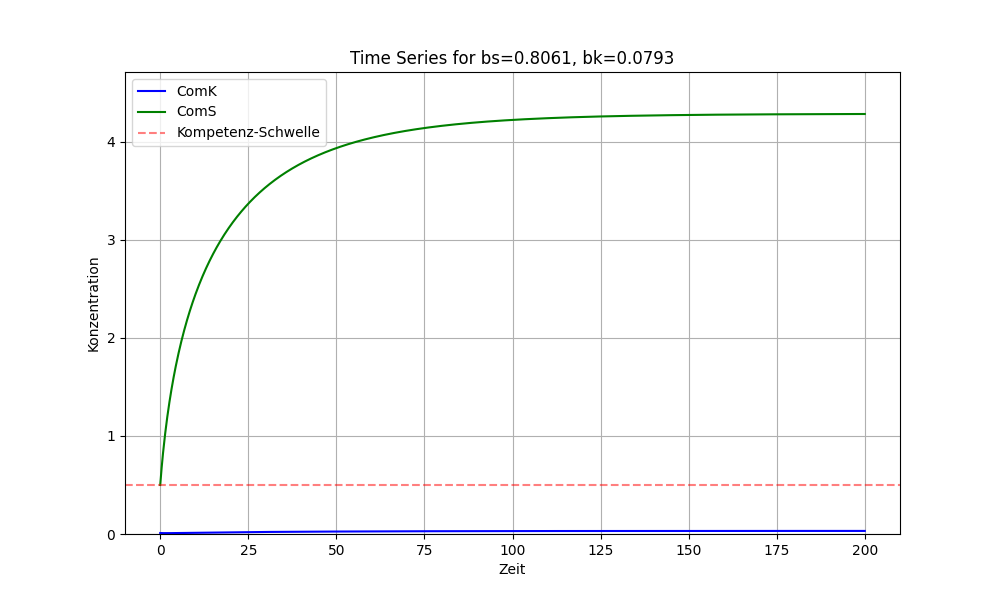 Time Series for bs=0.8061, bk=0.0793
ComK
ComS
Kompetenz-Schwelle
Konzentration
4
3
2
1
0
0 25 50 75 100 125 150 175 200
Zeit